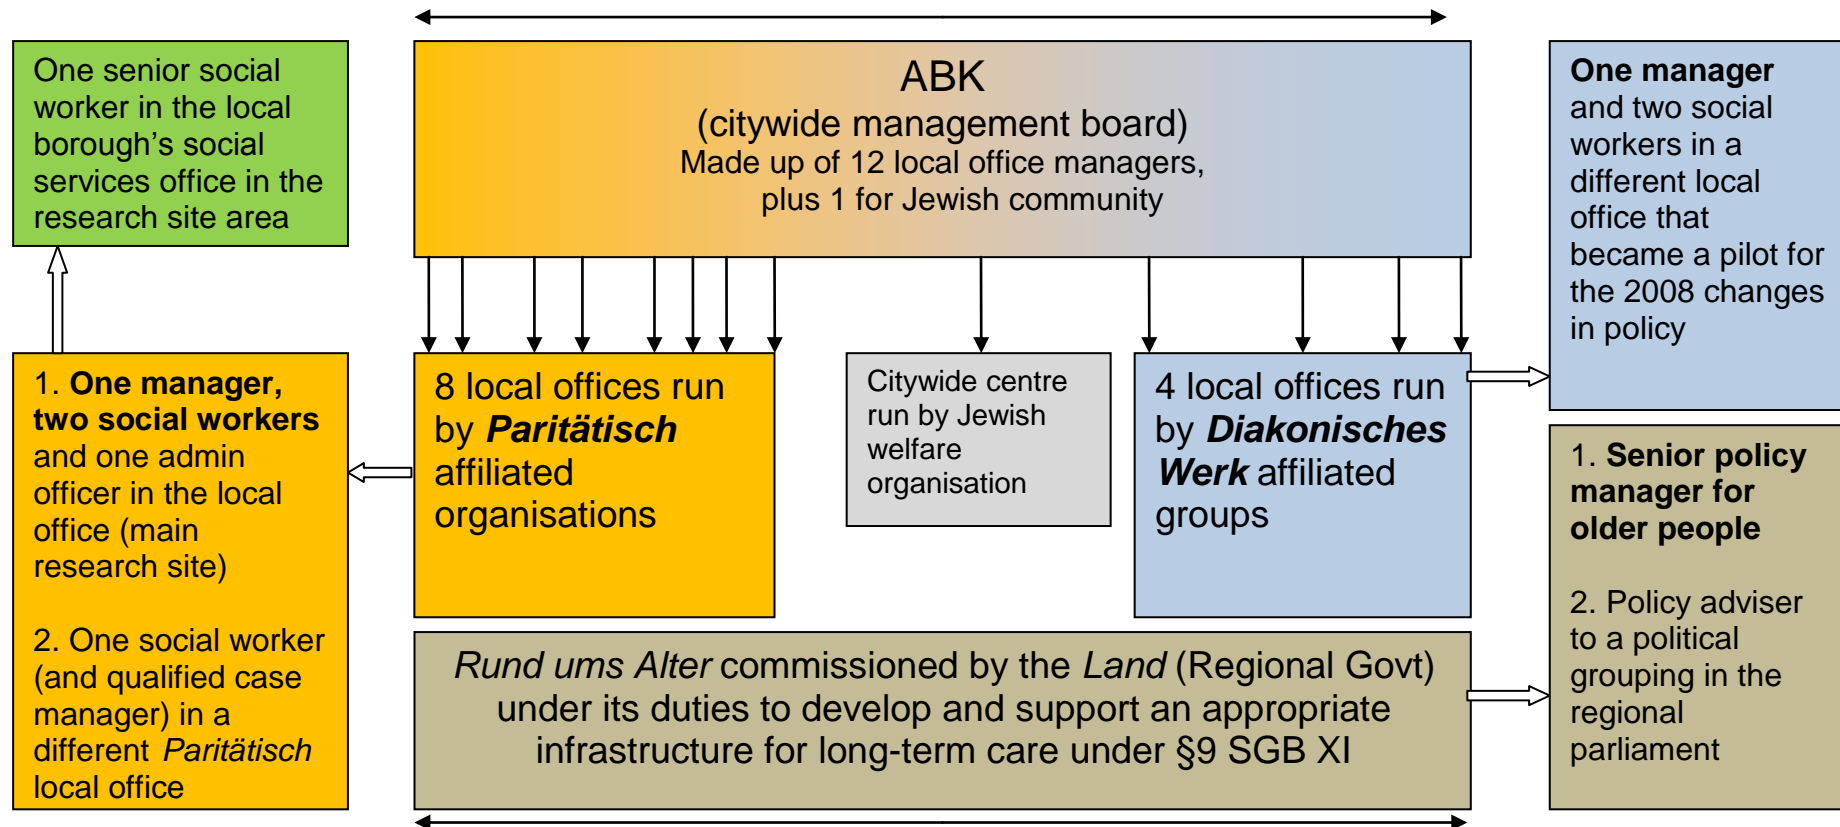 One senior social
worker in the local
borough’s social
services office in the
research site area
ABK
(citywide management board)
Made up of 12 local office managers,
plus 1 for Jewish community
One manager
and two social
workers in a
different local
office that
became a pilot for
the 2008 changes
in policy
1. One manager,
two social workers
and one admin
officer in the local
office (main
research site)
2. One social worker
(and qualified case
manager) in a
different Paritätisch
local office
8 local offices run
by Paritätisch
affiliated
organisations
Citywide centre
run by Jewish
welfare
organisation
4 local offices run
by Diakonisches
Werk affiliated
groups
1. Senior policy
manager for
older people
2. Policy adviser
to a political
grouping in the
regional
parliament
Rund ums Alter commissioned by the Land (Regional Govt)
under its duties to develop and support an appropriate
infrastructure for long-term care under §9 SGB XI